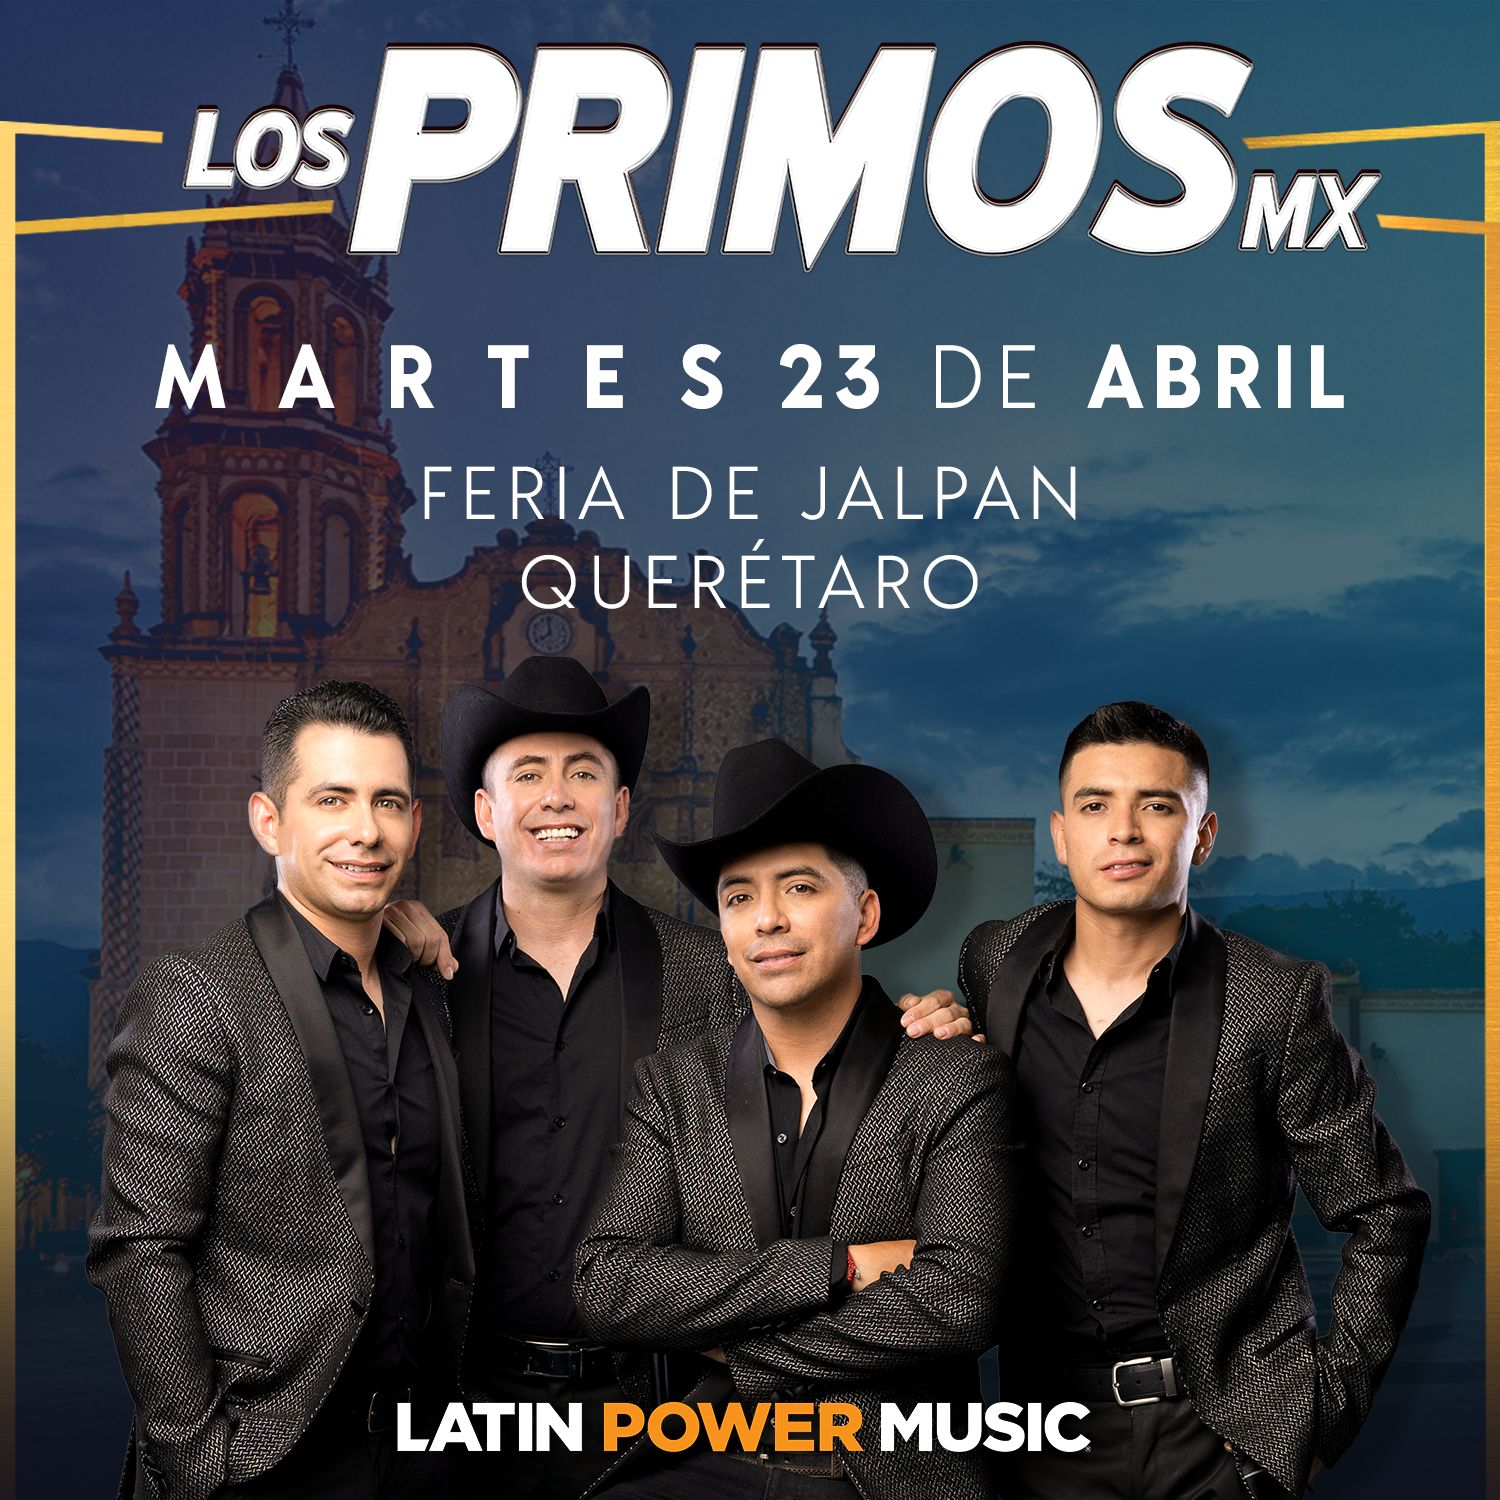 LOS PRIMOS MX
MARTES 23 DE ABRIL
FERIA DE JALPAN
QUERÉTARO
LATIN POWER MUSIC